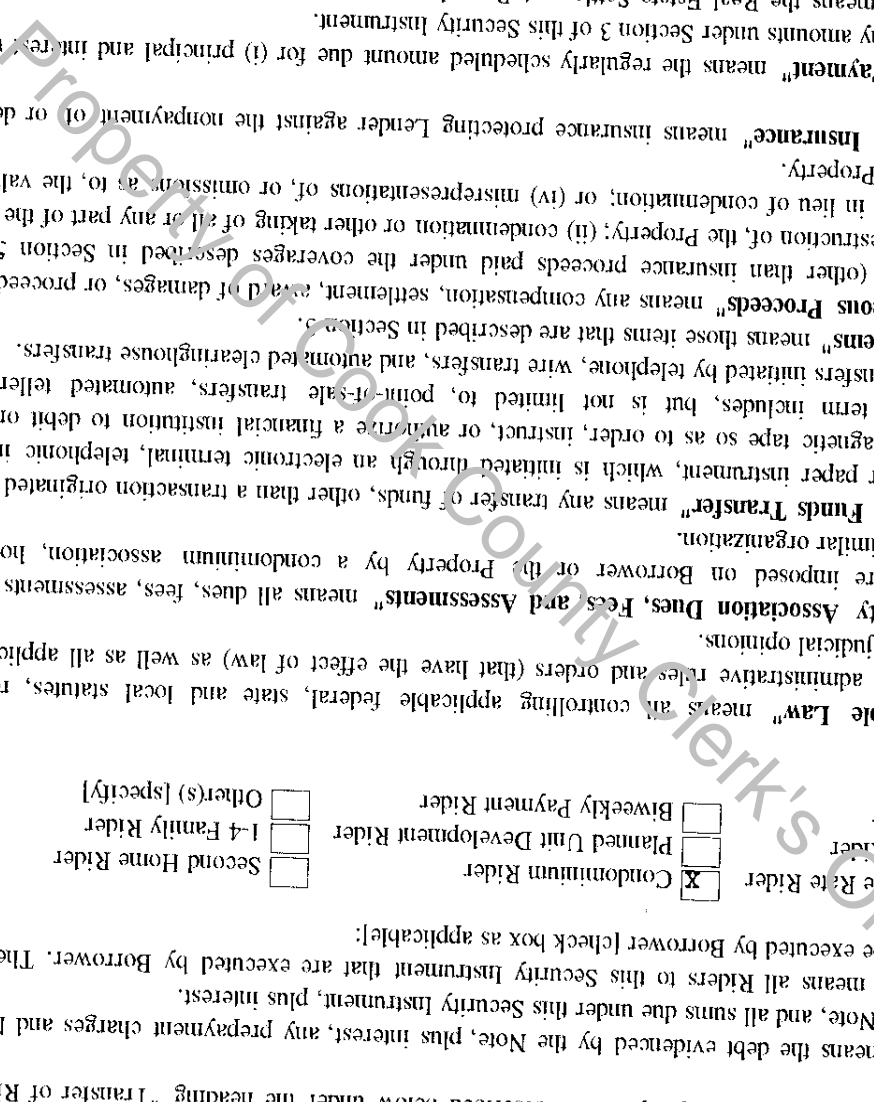 means the debt evidenced by the Note, plus interest, any prepayment charges and
Note, and all sums due under this Security Instrument, plus interest.
means all Riders to this Security Instrument that are executed by Borrower. The
e executed by Borrower [check box as applicable]:
e Rate Rider X Condominium Rider Second Home Rider
Rider Planned Unit Development Rider 1-4 Family Rider
Biweekly Payment Rider Other(s) [specify]
ble Law" means all controlling applicable federal, state and local statutes, r
administrative rules and orders (that have the effect of law) as well as all applic
judicial opinions.
ty Association Dues, Fees, and Assessments" means all dues, fees, assessments
re imposed on Borrower or the Property by a condominium association, ho
imilar organization.
Funds Transfer" means any transfer of funds, other than a transaction originated
r paper instrument, which is initiated through an electronic terminal, telephonic i
agnetic tape so as to order, instruct, or authorize a financial institution to debit or
term includes, but is not limited to, point-of-sale transfers, automated teller
nsfers initiated by telephone, wire transfers, and automated clearinghouse transfers.
ems" means those items that are described in Section 3.
ous Proceeds" means any compensation, settlement, award of damages, or proceed
(other than insurance proceeds paid under the coverages described in Section 5
estruction of, the Property; (ii) condemnation or other taking of all or any part of the
in lieu of condemnation; or (iv) misrepresentations of, or omissions as to, the val
Property.
Insurance" means insurance protecting Lender against the nonpayment of, or de
Payment" means the regularly scheduled amount due for (i) principal and interest
y amounts under Section 3 of this Security Instrument.
means the Real Estate
Property of Cook County Clerk's Of